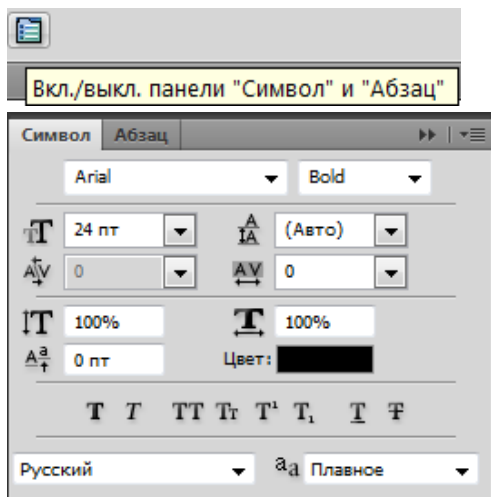 Вкл./выкл. панели "Символ" и "Абзац"
Символ Абзац
Arial Bold
24 пт (Авто)
0 0
100% 100%
0 пт Цвет:
T T TT Tт T¹ T₁ T T
Русский aа Плавное